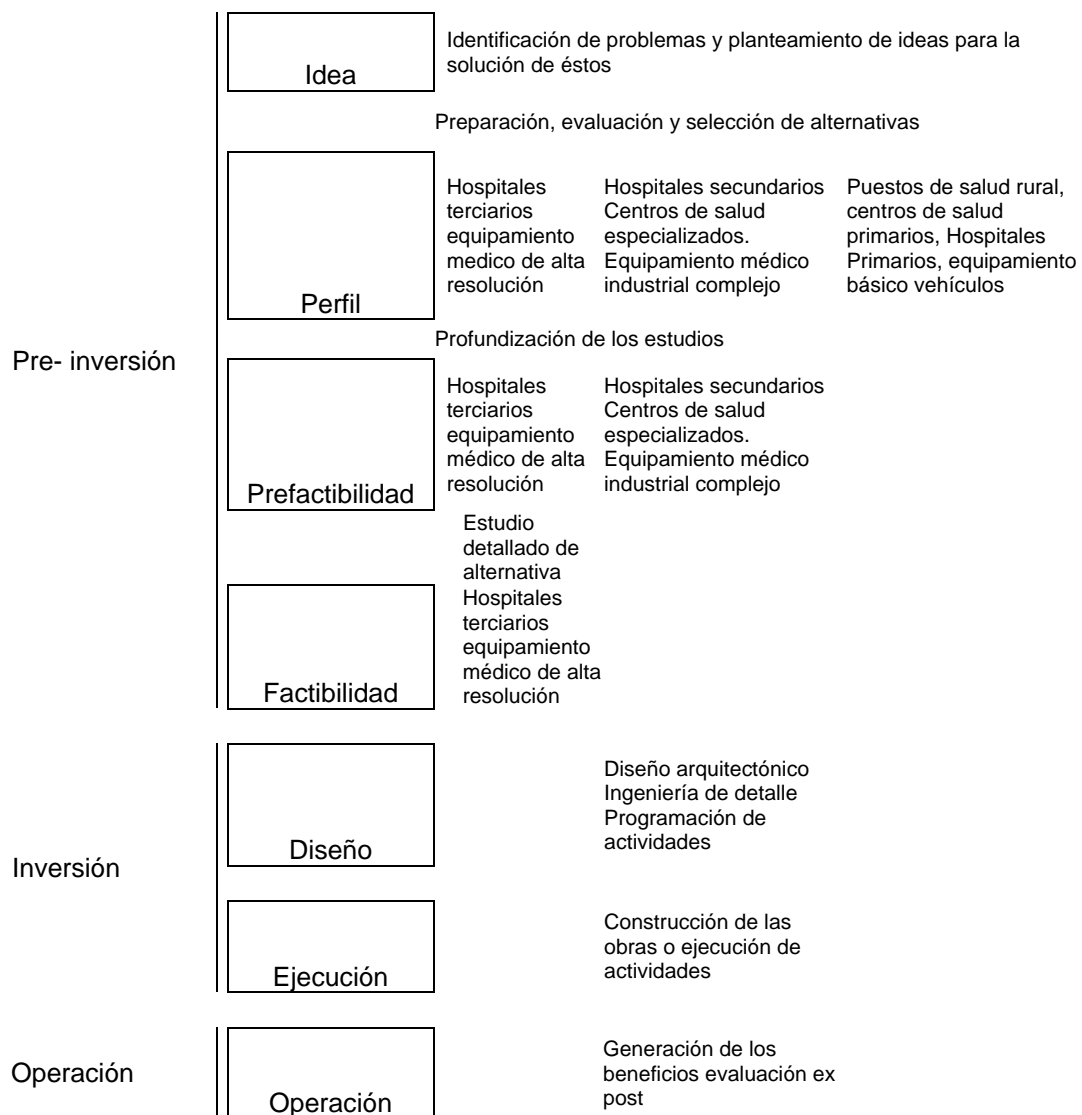 Idea
Identificación de problemas y planteamiento de ideas para la
solución de éstos
Preparación, evaluación y selección de alternativas
Perfil
Hospitales
terciarios
equipamiento
medico de alta
resolución
Hospitales secundarios
Centros de salud
especializados.
Equipamiento médico
industrial complejo
Puestos de salud rural,
centros de salud
primarios, Hospitales
Primarios, equipamiento
básico vehículos
Pre- inversión
Profundización de los estudios
Prefactibilidad
Hospitales
terciarios
equipamiento
médico de alta
resolución
Hospitales secundarios
Centros de salud
especializados.
Equipamiento médico
industrial complejo
Estudio
detallado de
alternativa
Hospitales
terciarios
equipamiento
médico de alta
resolución
Factibilidad
Inversión
Diseño
Diseño arquitectónico
Ingeniería de detalle
Programación de
actividades
Ejecución
Construcción de las
obras o ejecución de
actividades
Operación
Operación
Generación de los
beneficios evaluación ex
post